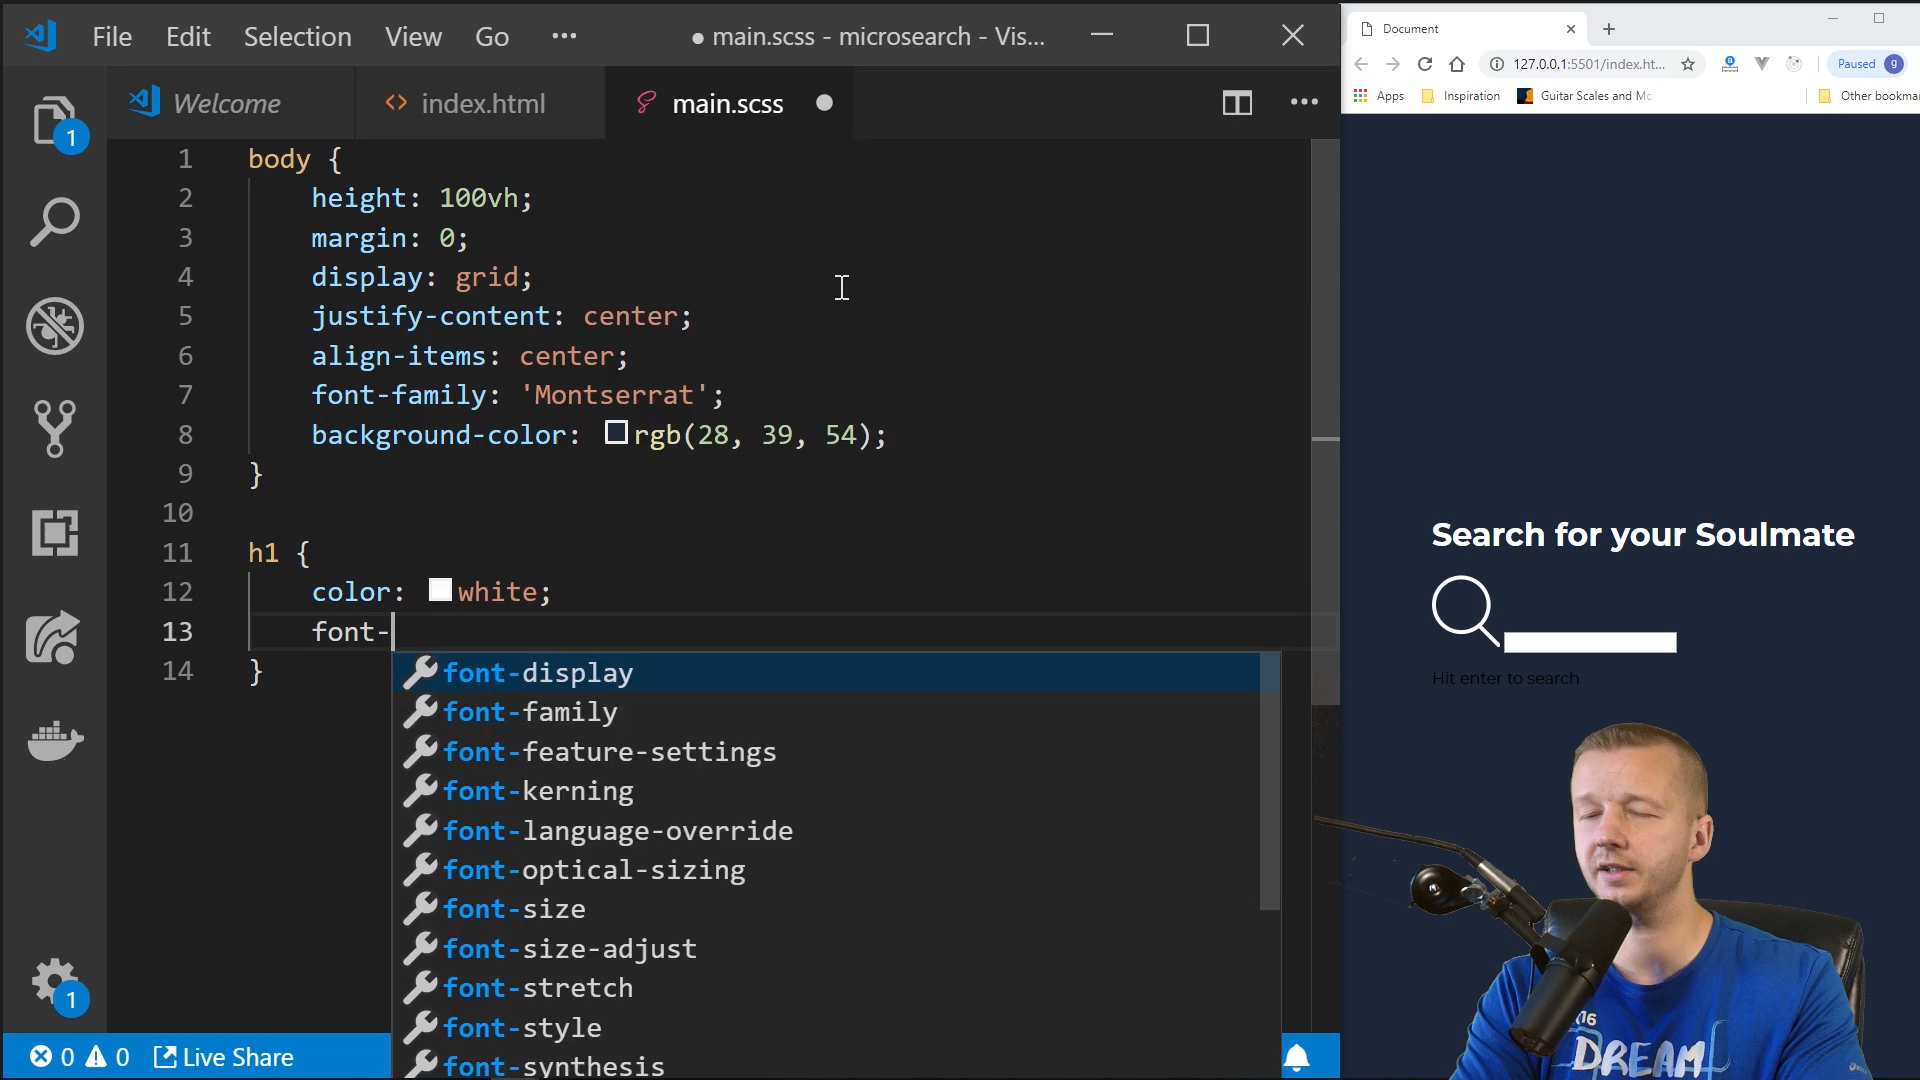 File Edit Selection View Go ••• ● main.scss - microsearch - Vis...
Welcome index.html main.scss
1 body {
2 height: 100vh;
3 margin: 0;
4 display: grid;
5 justify-content: center;
6 align-items: center;
7 font-family: 'Montserrat';
8 background-color: rgb(28, 39, 54);
9 }
10
11 h1 {
12 color: white;
13 font-
14 }
font-display
font-family
font-feature-settings
font-kerning
font-language-override
font-optical-sizing
font-size
font-size-adjust
font-stretch
font-style
font-synthesis
1
1
0 0 Live Share
Document
127.0.0.1:5501/index.ht... Paused g
Apps Inspiration Guitar Scales and Mo Other bookma
Search for your Soulmate
Hit enter to search
DREAM